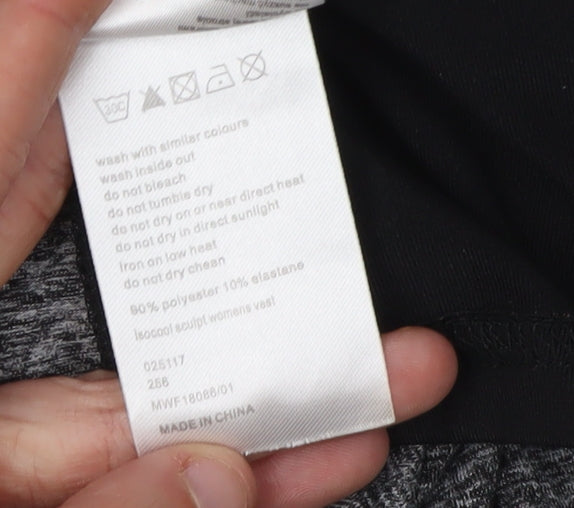 30C
wash with similar colours
wash inside out
do not bleach
do not tumble dry
do not dry on or near direct heat
do not dry in direct sunlight
iron on low heat
do not dry clean
90% polyester 10% elastane
Isocool sculpt womens vest
025117
256
MWF18086/01
MADE IN CHINA